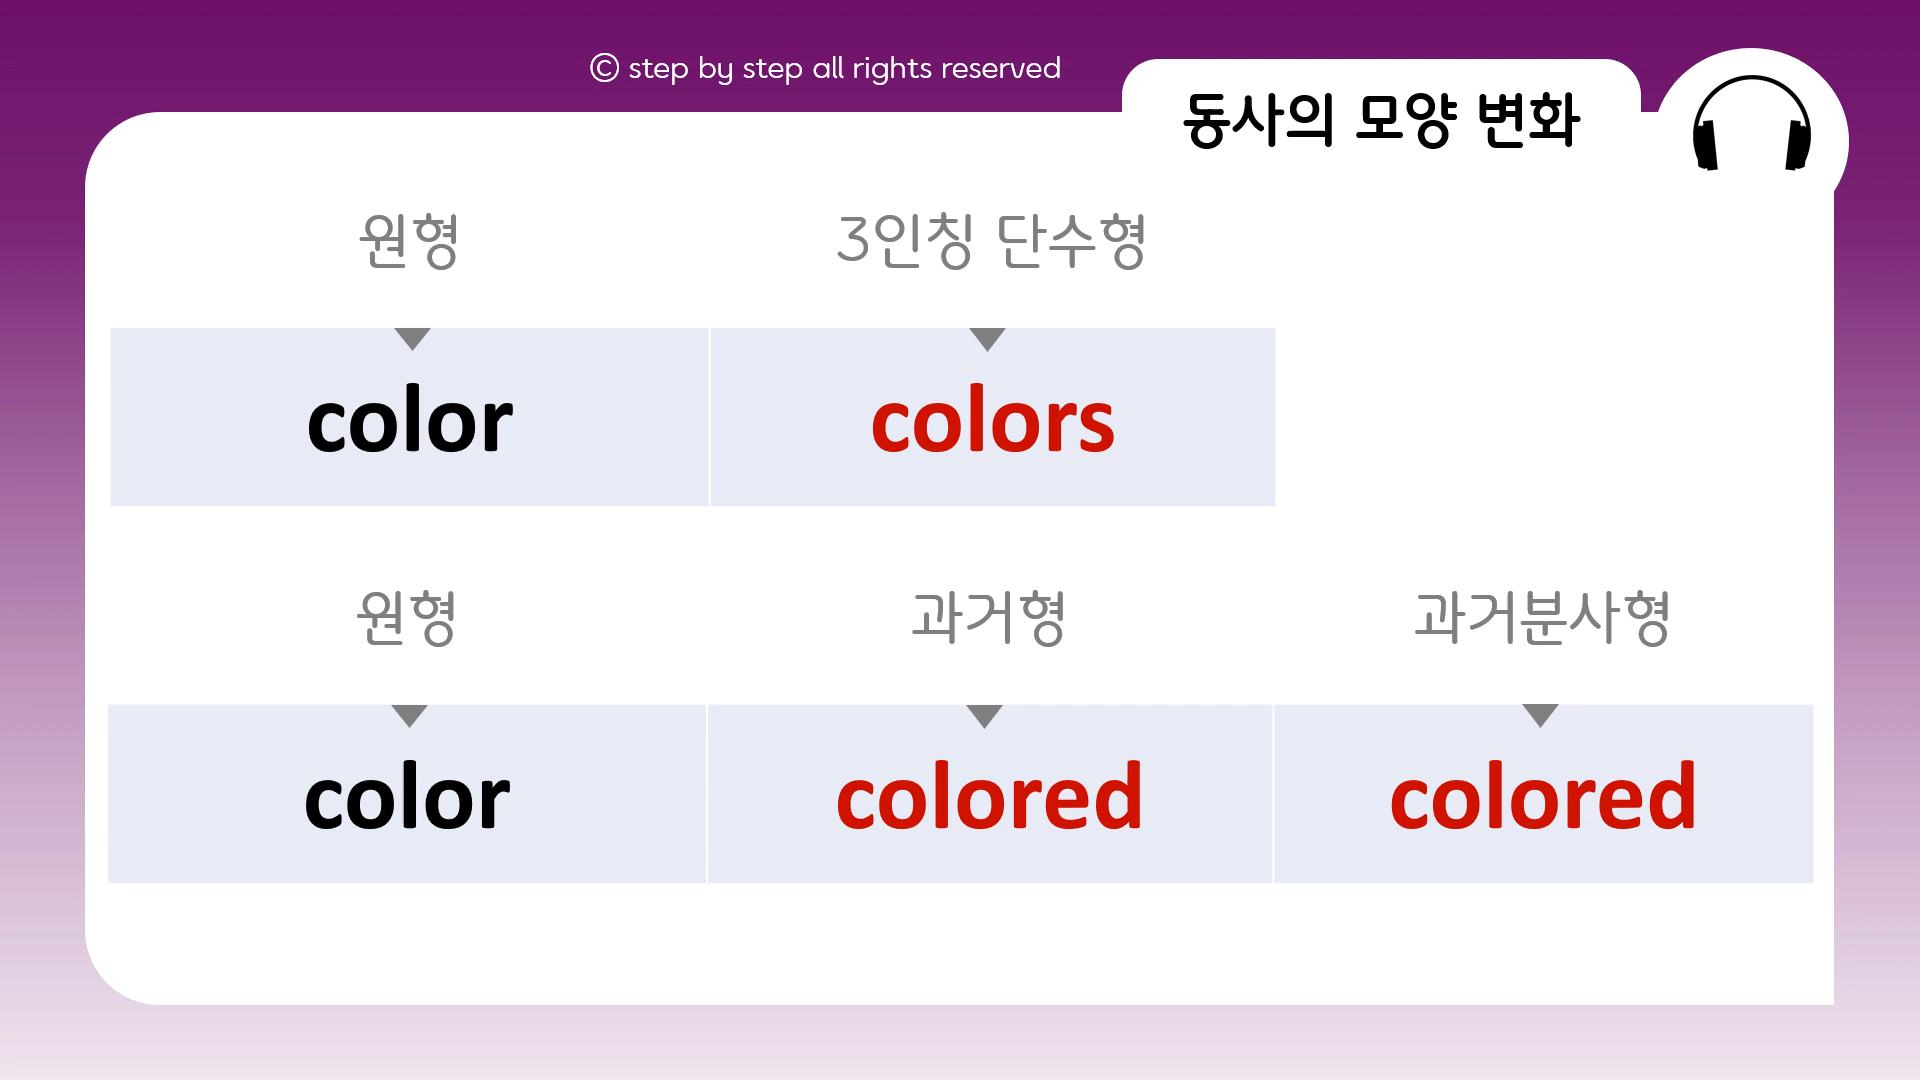 © step by step all rights reserved
동사의 모양 변화
원형 3인칭 단수형
color colors
원형 과거형 과거분사형
color colored colored